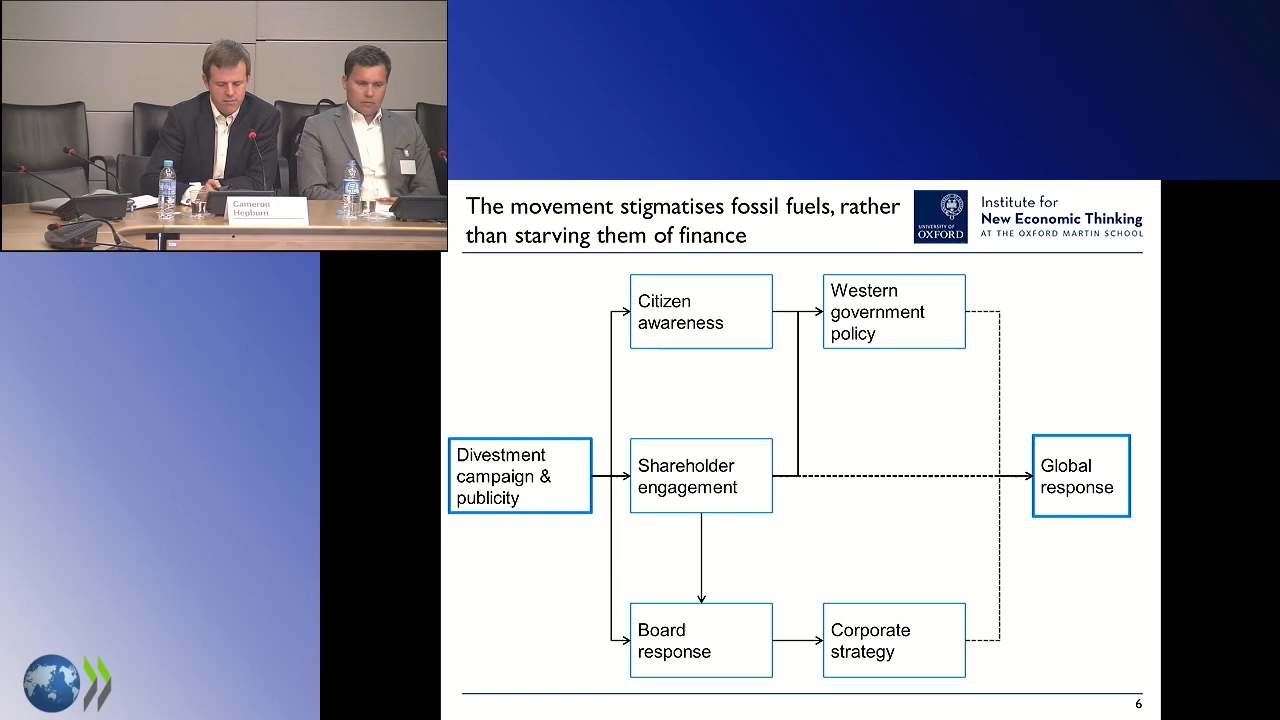 Cameron
Hepburn
The movement stigmatises fossil fuels, rather
than starving them of finance
UNIVERSITY OF
OXFORD
Institute for
New Economic Thinking
AT THE OXFORD MARTIN SCHOOL
Citizen
awareness
Western
government
policy
Divestment
campaign &
publicity
Shareholder
engagement
Global
response
Board
response
Corporate
strategy
6